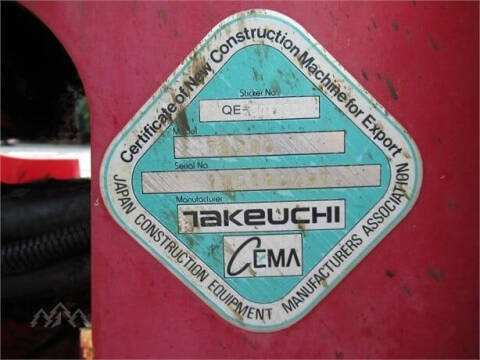 Certificate of New Construction Machine for Export
Sticker No.
QE-
Model
Serial No.
Manufacturer
TAKEUCHI
CEMA
JAPAN CONSTRUCTION EQUIPMENT MANUFACTURERS ASSOCIATION